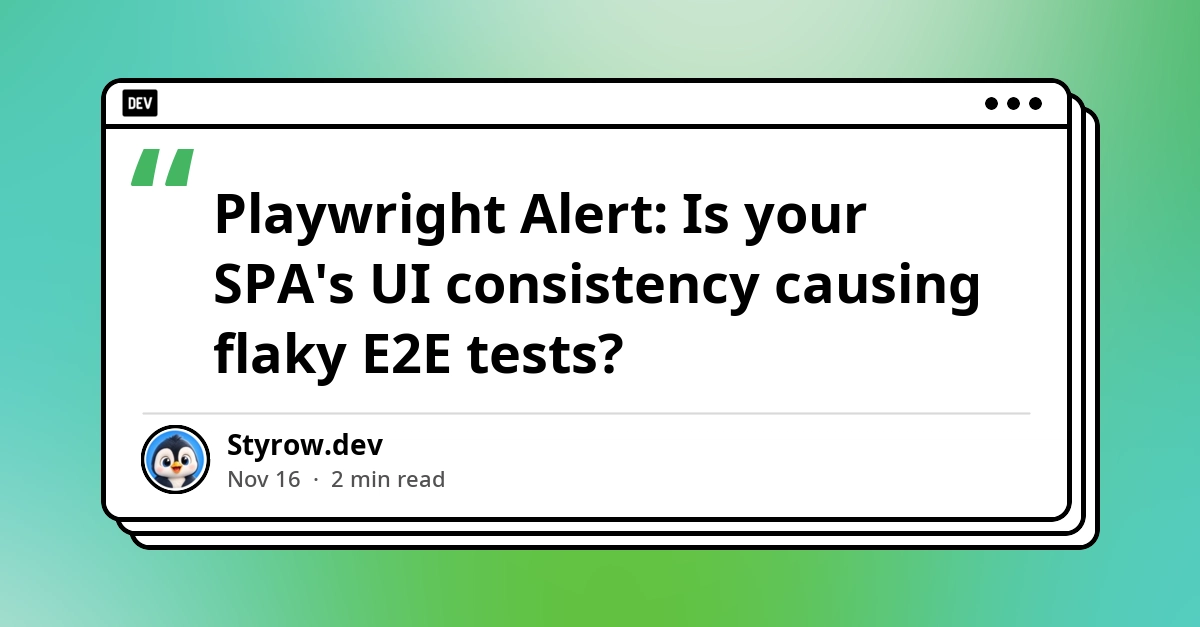 DEV
Playwright Alert: Is your
SPA's UI consistency causing
flaky E2E tests?
Styrow.dev
Nov 16 · 2 min read